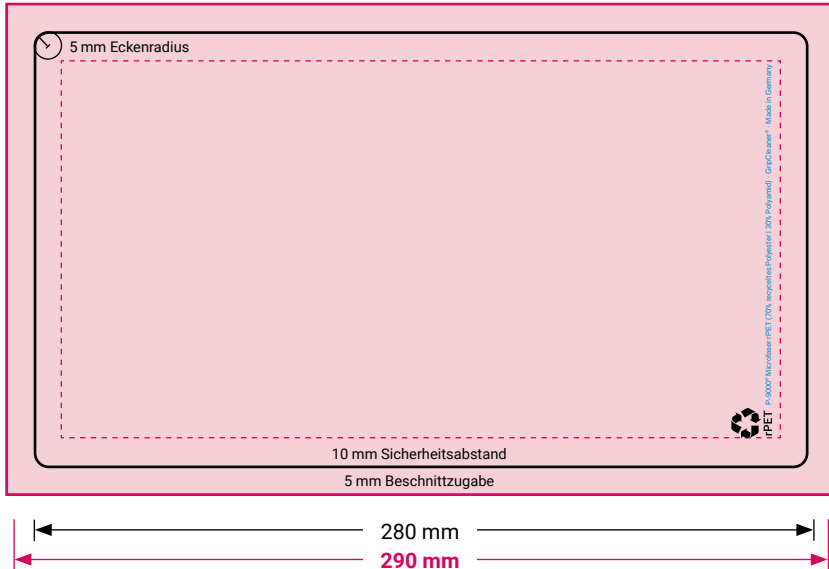 5 mm Eckenradius
P-9000® Microfaser rPET (70% recyceltes Polyester | 30% Polyamid) · GripCleaner® · Made in Germany
rPET
10 mm Sicherheitsabstand
5 mm Beschnittzugabe
280 mm
290 mm